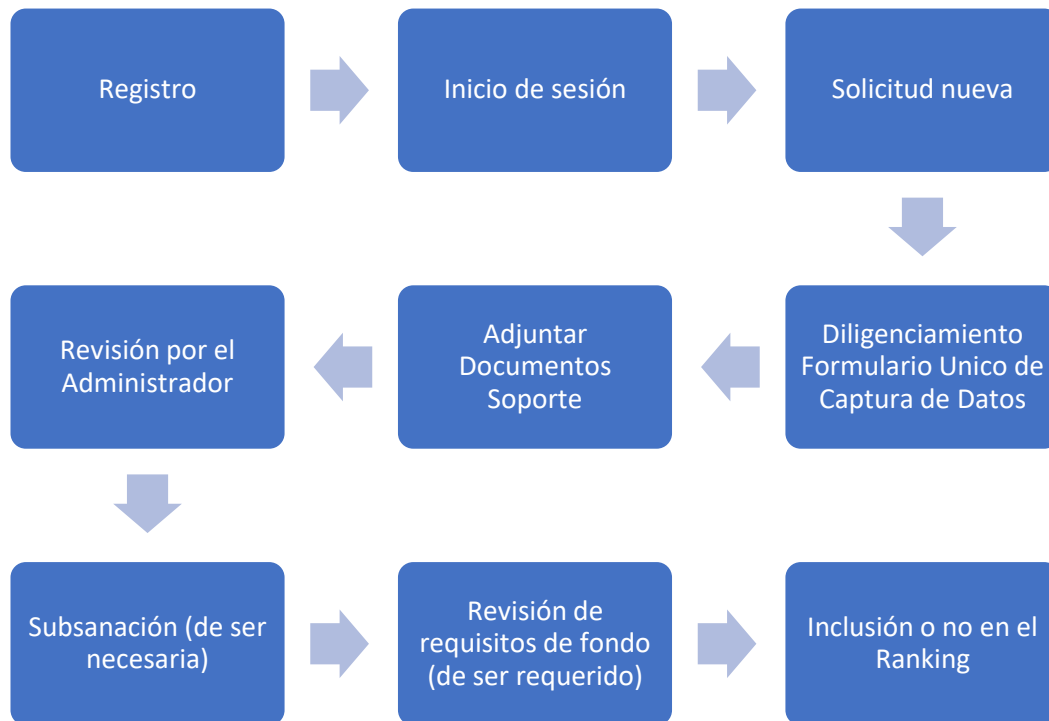 Registro
Inicio de sesión
Solicitud nueva
Diligenciamiento
Formulario Unico de
Captura de Datos
Adjuntar
Documentos
Soporte
Revisión por el
Administrador
Subsanación (de ser
necesaria)
Revisión de
requisitos de fondo
(de ser requerido)
Inclusión o no en el
Ranking